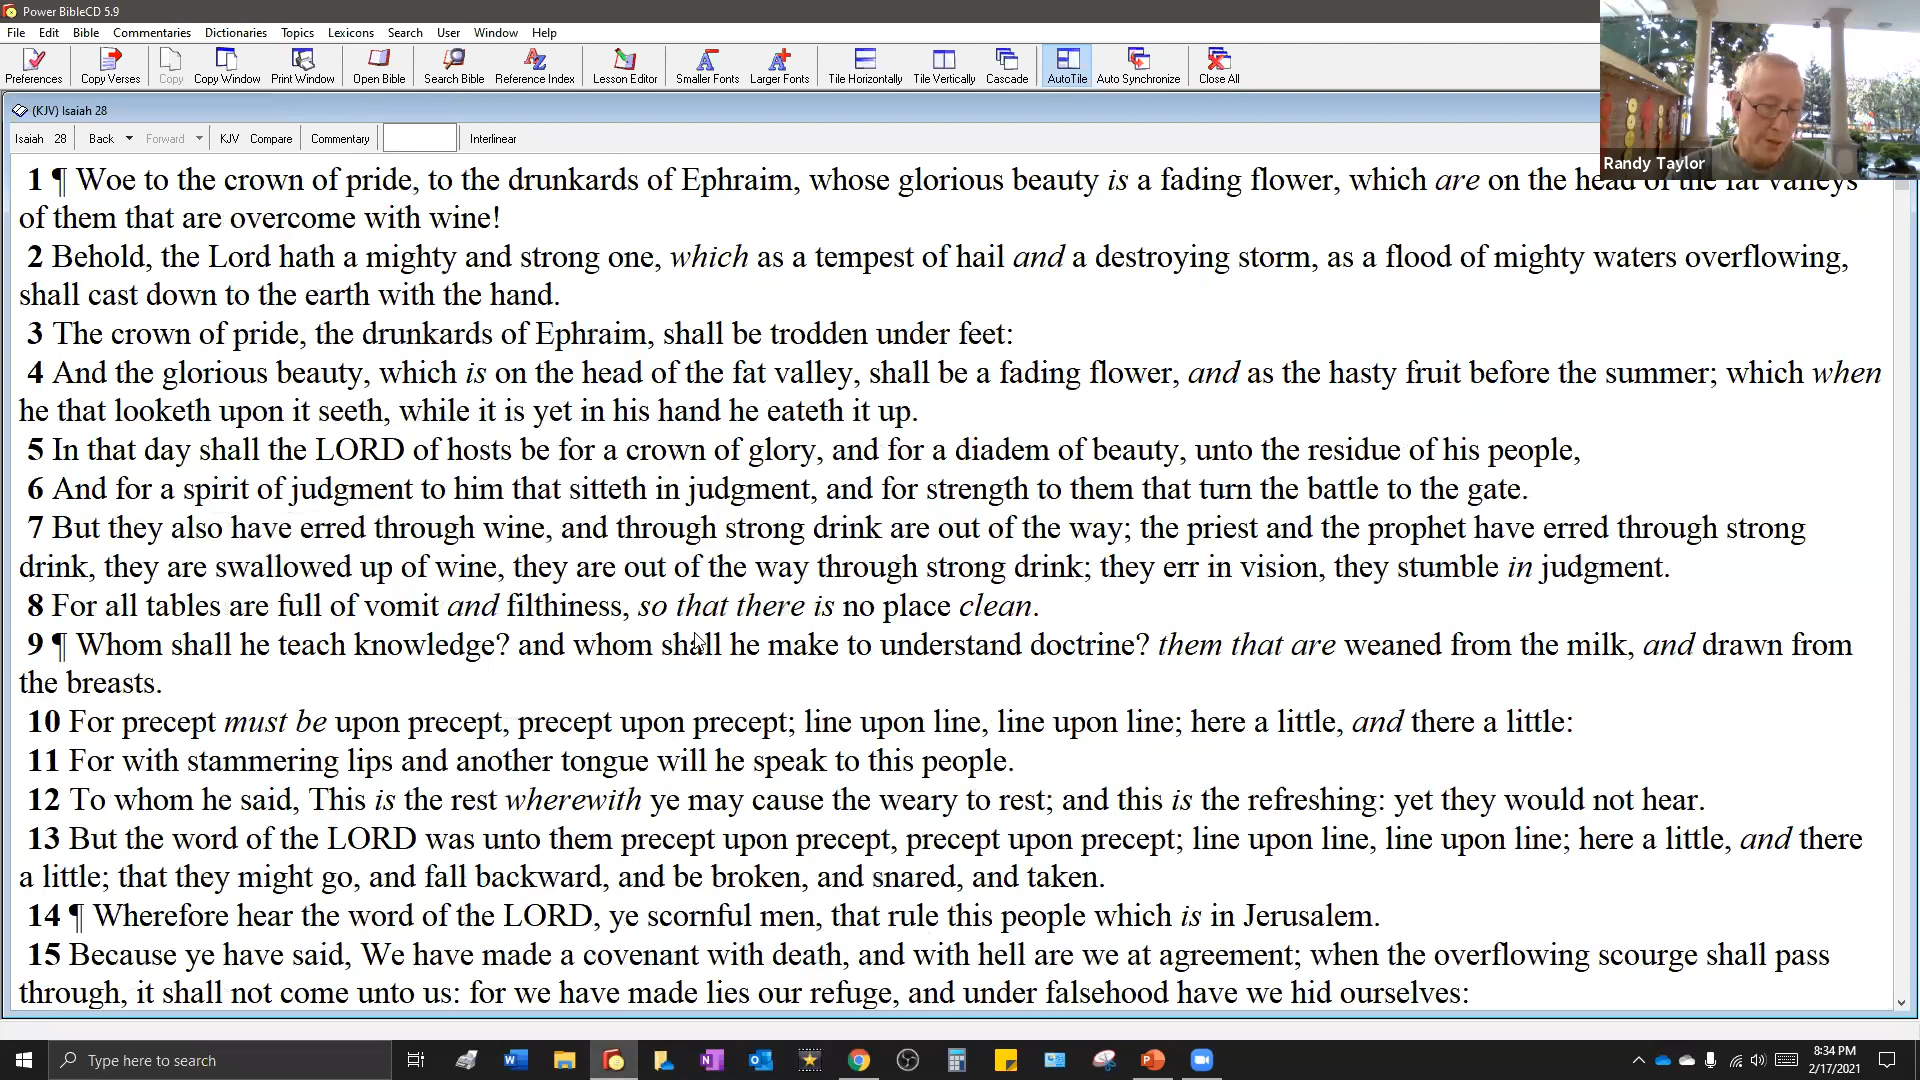 Power BibleCD 5.9
File Edit Bible Commentaries Dictionaries Topics Lexicons Search User Window Help
Preferences Copy Verses Copy Copy Window Print Window Open Bible Search Bible Reference Index Lesson Editor Smaller Fonts Larger Fonts Tile Horizontally Tile Vertically Cascade AutoTile Auto Synchronize Close All
(KJV) Isaiah 28
Isaiah 28 Back Forward KJV Compare Commentary Interlinear
Randy Taylor
1 ¶ Woe to the crown of pride, to the drunkards of Ephraim, whose glorious beauty is a fading flower, which are on the head of the fat valleys
of them that are overcome with wine!
2 Behold, the Lord hath a mighty and strong one, which as a tempest of hail and a destroying storm, as a flood of mighty waters overflowing,
shall cast down to the earth with the hand.
3 The crown of pride, the drunkards of Ephraim, shall be trodden under feet:
4 And the glorious beauty, which is on the head of the fat valley, shall be a fading flower, and as the hasty fruit before the summer; which when
he that looketh upon it seeth, while it is yet in his hand he eateth it up.
5 In that day shall the LORD of hosts be for a crown of glory, and for a diadem of beauty, unto the residue of his people,
6 And for a spirit of judgment to him that sitteth in judgment, and for strength to them that turn the battle to the gate.
7 But they also have erred through wine, and through strong drink are out of the way; the priest and the prophet have erred through strong
drink, they are swallowed up of wine, they are out of the way through strong drink; they err in vision, they stumble in judgment.
8 For all tables are full of vomit and filthiness, so that there is no place clean.
9 ¶ Whom shall he teach knowledge? and whom shall he make to understand doctrine? them that are weaned from the milk, and drawn from
the breasts.
10 For precept must be upon precept, precept upon precept; line upon line, line upon line; here a little, and there a little:
11 For with stammering lips and another tongue will he speak to this people.
12 To whom he said, This is the rest wherewith ye may cause the weary to rest; and this is the refreshing: yet they would not hear.
13 But the word of the LORD was unto them precept upon precept, precept upon precept; line upon line, line upon line; here a little, and there
a little; that they might go, and fall backward, and be broken, and snared, and taken.
14 ¶ Wherefore hear the word of the LORD, ye scornful men, that rule this people which is in Jerusalem.
15 Because ye have said, We have made a covenant with death, and with hell are we at agreement; when the overflowing scourge shall pass
through, it shall not come unto us: for we have made lies our refuge, and under falsehood have we hid ourselves:
Type here to search
8:34 PM
2/17/2021